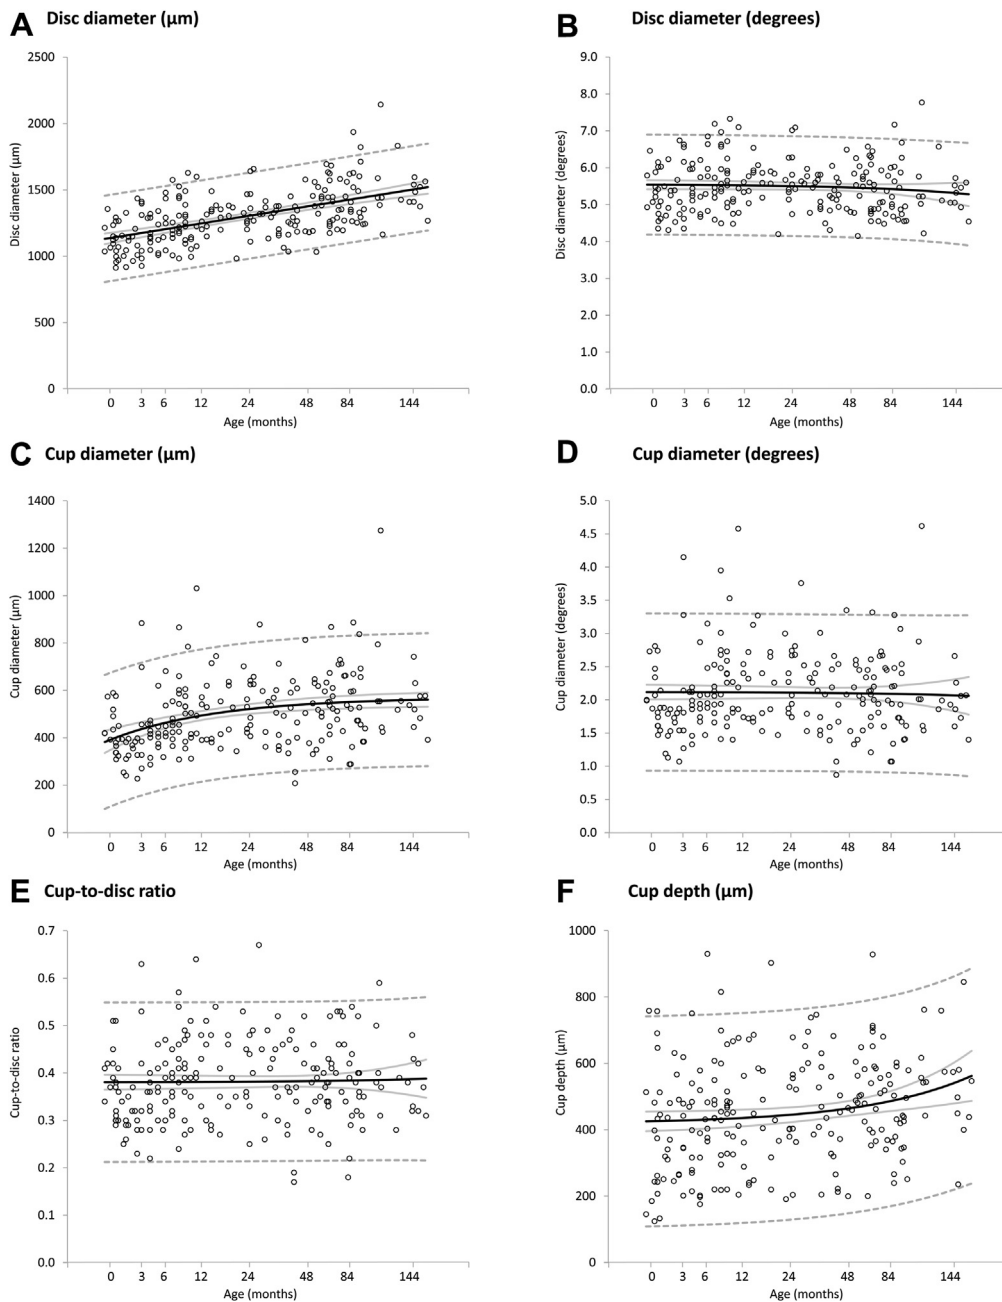 A Disc diameter (µm)
B Disc diameter (degrees)
2500
2000
1500
1000
500
0
Disc diameter (µm)
0 3 6 12 24 48 84 144
Age (months)
9.0
8.0
7.0
6.0
5.0
4.0
3.0
2.0
1.0
0.0
Disc diameter (degrees)
0 3 6 12 24 48 84 144
Age (months)
C Cup diameter (µm)
D Cup diameter (degrees)
1400
1200
1000
800
600
400
200
0
Cup diameter (µm)
0 3 6 12 24 48 84 144
Age (months)
5.0
4.5
4.0
3.5
3.0
2.5
2.0
1.5
1.0
0.5
0.0
Cup diameter (degrees)
0 3 6 12 24 48 84 144
Age (months)
E Cup-to-disc ratio
F Cup depth (µm)
0.7
0.6
0.5
0.4
0.3
0.2
0.1
0.0
Cup-to-disc ratio
0 3 6 12 24 48 84 144
Age (months)
1000
800
600
400
200
0
Cup depth (µm)
0 3 6 12 24 48 84 144
Age (months)